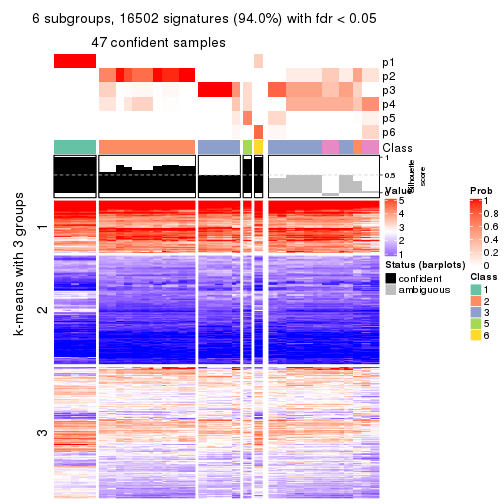 6 subgroups, 16502 signatures (94.0%) with fdr < 0.05
47 confident samples
p1
p2
p3
p4
p5
p6
Class
1
0.5
0
Silhouette
score
k-means with 3 groups
1
2
3
Value
5
4
3
2
1
Status (barplots)
confident
ambiguous
Prob
1
0.8
0.6
0.4
0.2
0
Class
1
2
3
5
6